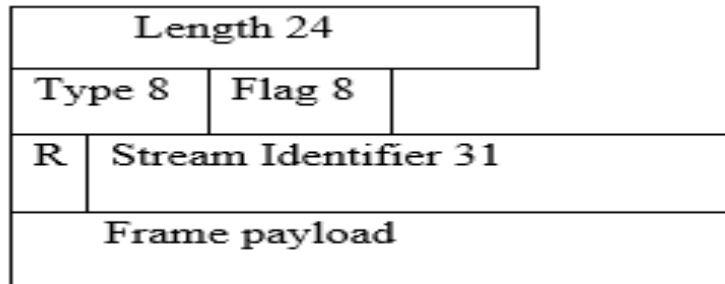 Length 24
Type 8 Flag 8
R Stream Identifier 31
Frame payload